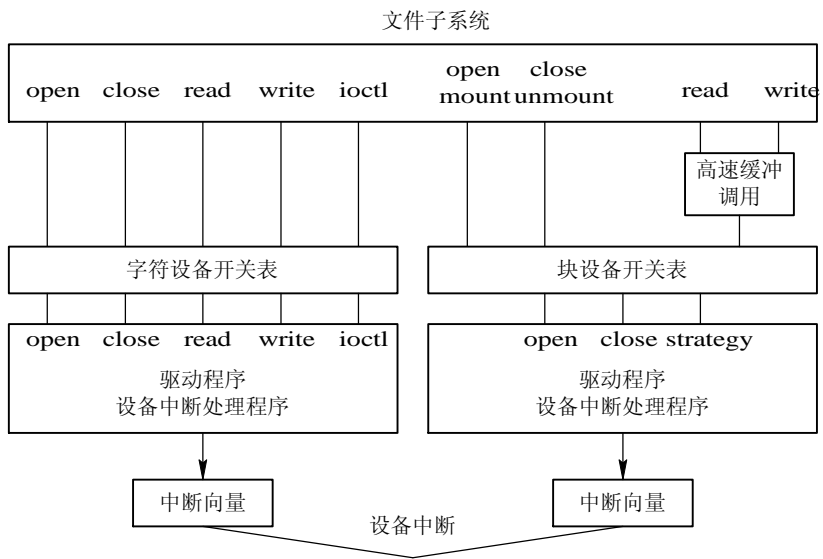 文件子系统
open close read write ioctl open close read write
mount unmount
高速缓冲
调用
字符设备开关表 块设备开关表
open close read write ioctl open close strategy
驱动程序 驱动程序
设备中断处理程序 设备中断处理程序
中断向量 中断向量
设备中断